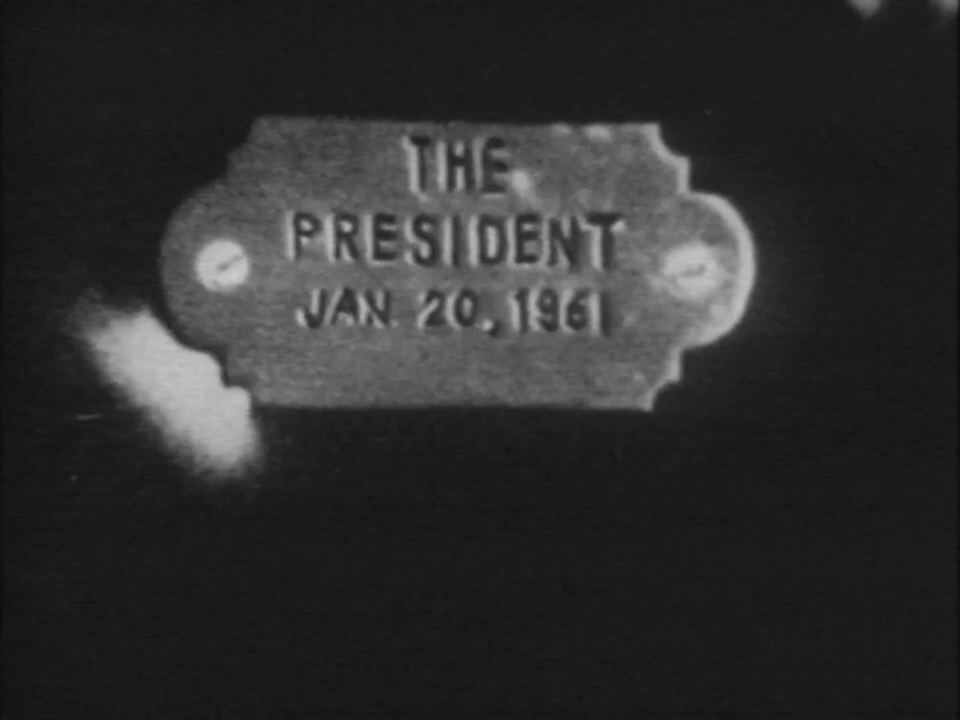 THE
PRESIDENT
JAN. 20, 1961